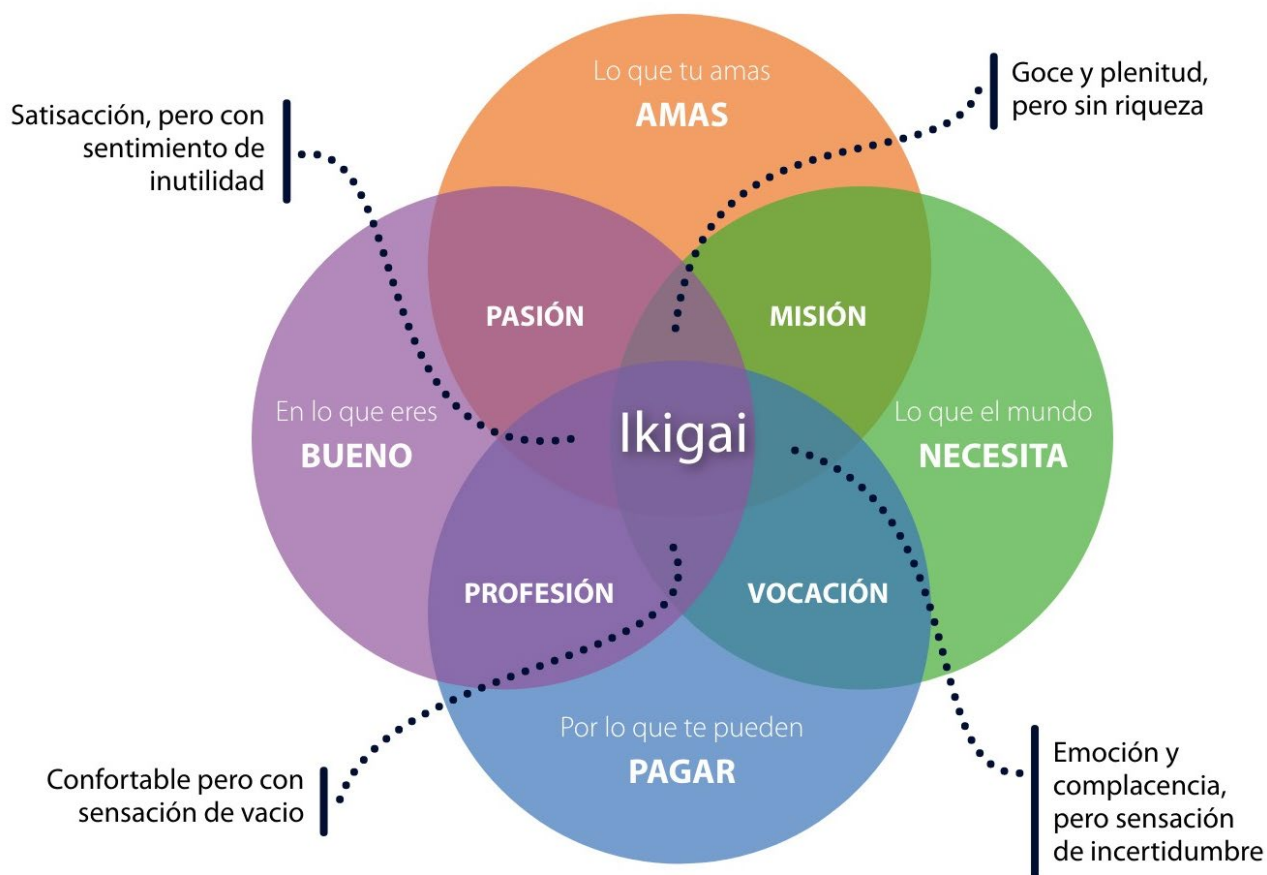 Lo que tu amas
AMAS
Goce y plenitud,
pero sin riqueza
Satisacción, pero con
sentimiento de
inutilidad
PASIÓN
MISIÓN
En lo que eres
BUENO
Ikigai
Lo que el mundo
NECESITA
PROFESIÓN
VOCACIÓN
Por lo que te pueden
PAGAR
Confortable pero con
sensación de vacio
Emoción y
complacencia,
pero sensación
de incertidumbre